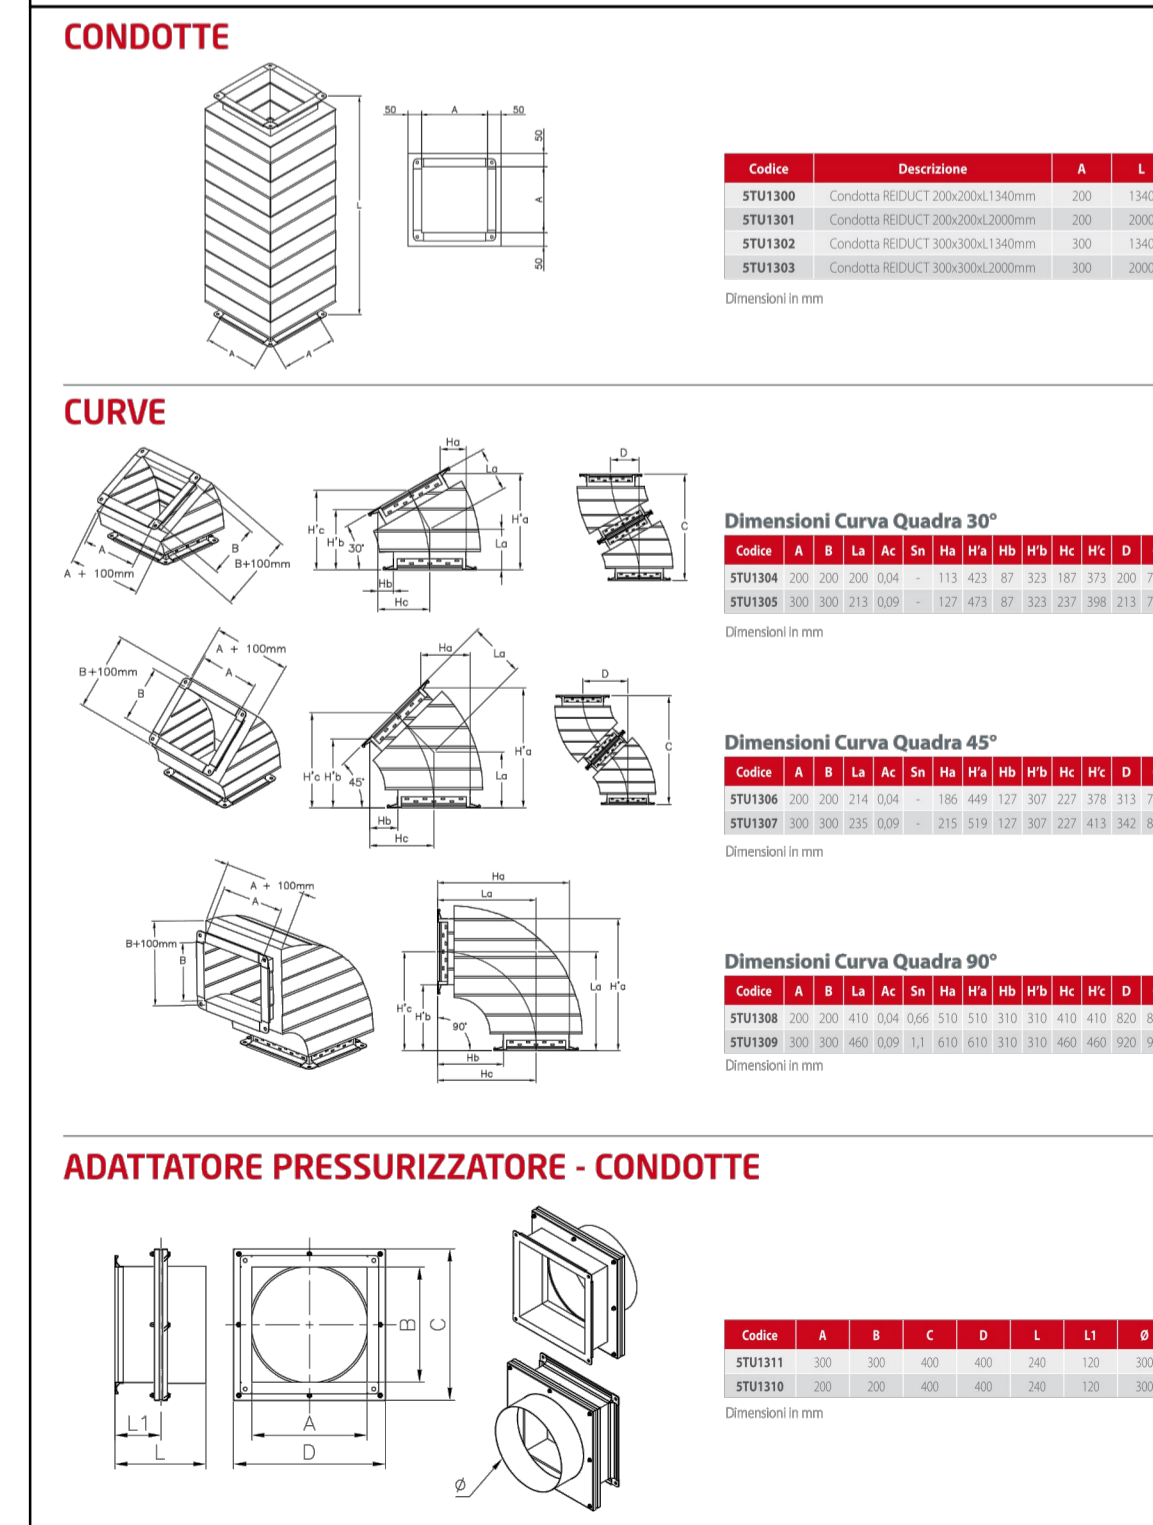 CONDOTTE
50 A 50
50
A
50
L
A A
Codice Descrizione A L
5TU1300 Condotta REIDUCT 200x200xL1340mm 200 1340
5TU1301 Condotta REIDUCT 200x200xL2000mm 200 2000
5TU1302 Condotta REIDUCT 300x300xL1340mm 300 1340
5TU1303 Condotta REIDUCT 300x300xL2000mm 300 2000
Dimensioni in mm
CURVE
A
A + 100mm
B
B+100mm
Ha
La
H'c
H'b
30°
H'a
La
Hb
Hc
D
C
Dimensioni Curva Quadra 30°
Codice A B La Ac Sn Ha H'a Hb H'b Hc H'c D
5TU1304 200 200 200 0,04 - 113 423 87 323 187 373 200 7
5TU1305 300 300 213 0,09 - 127 473 87 323 237 398 213 7
Dimensioni in mm
A + 100mm
A
B+100mm
B
Ha
La
H'c
H'b
45°
H'a
La
Hb
Hc
D
C
Dimensioni Curva Quadra 45°
Codice A B La Ac Sn Ha H'a Hb H'b Hc H'c D
5TU1306 200 200 214 0,04 - 186 449 127 307 227 378 313 7
5TU1307 300 300 235 0,09 - 215 519 127 307 227 413 342 8
Dimensioni in mm
A + 100mm
A
B+100mm
B
Ha
La
H'c
H'b
90°
La
H'a
Hb
Hc
Dimensioni Curva Quadra 90°
Codice A B La Ac Sn Ha H'a Hb H'b Hc H'c D
5TU1308 200 200 410 0,04 0,66 510 510 310 310 410 410 820 8
5TU1309 300 300 460 0,09 1,1 610 610 310 310 460 460 920 9
Dimensioni in mm
ADATTATORE PRESSURIZZATORE - CONDOTTE
L1
L
A
D
B
C
Ø
Codice A B C D L L1 Ø
5TU1311 300 300 400 400 240 120 300
5TU1310 200 200 400 400 240 120 300
Dimensioni in mm